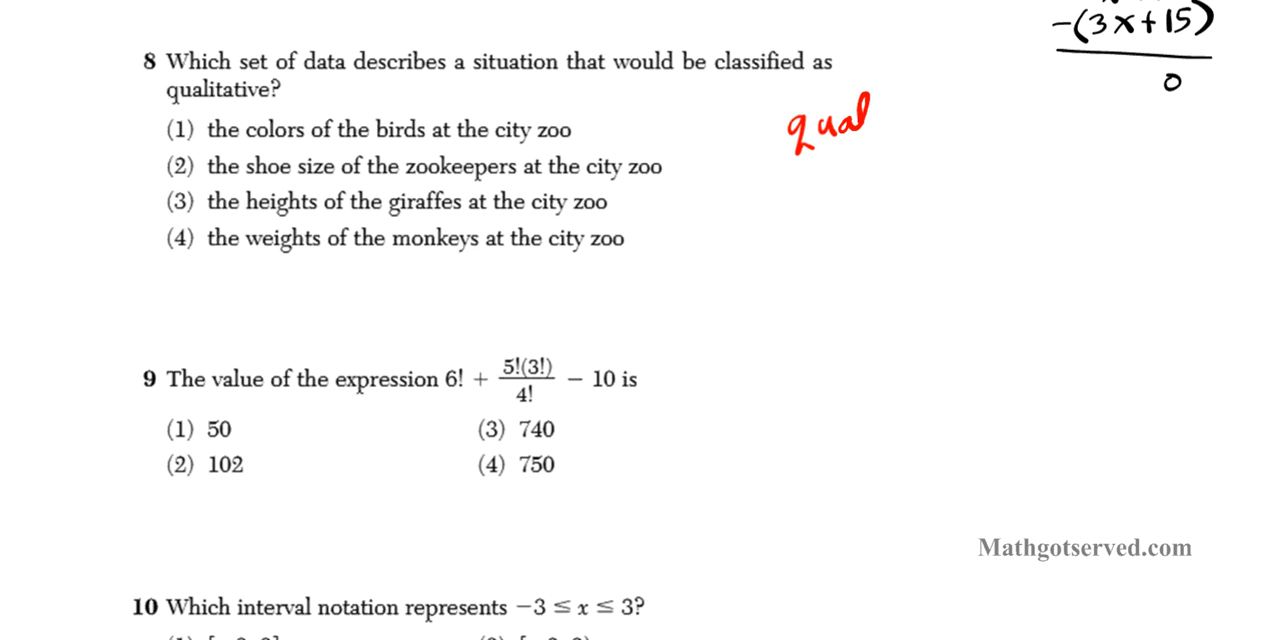 -(3x+15)
0
8 Which set of data describes a situation that would be classified as
qualitative?
qual
(1) the colors of the birds at the city zoo
(2) the shoe size of the zookeepers at the city zoo
(3) the heights of the giraffes at the city zoo
(4) the weights of the monkeys at the city zoo
9 The value of the expression 6! + 5!(3!)/4! − 10 is
(1) 50 (3) 740
(2) 102 (4) 750
Mathgotserved.com
10 Which interval notation represents −3 ≤ x ≤ 3?